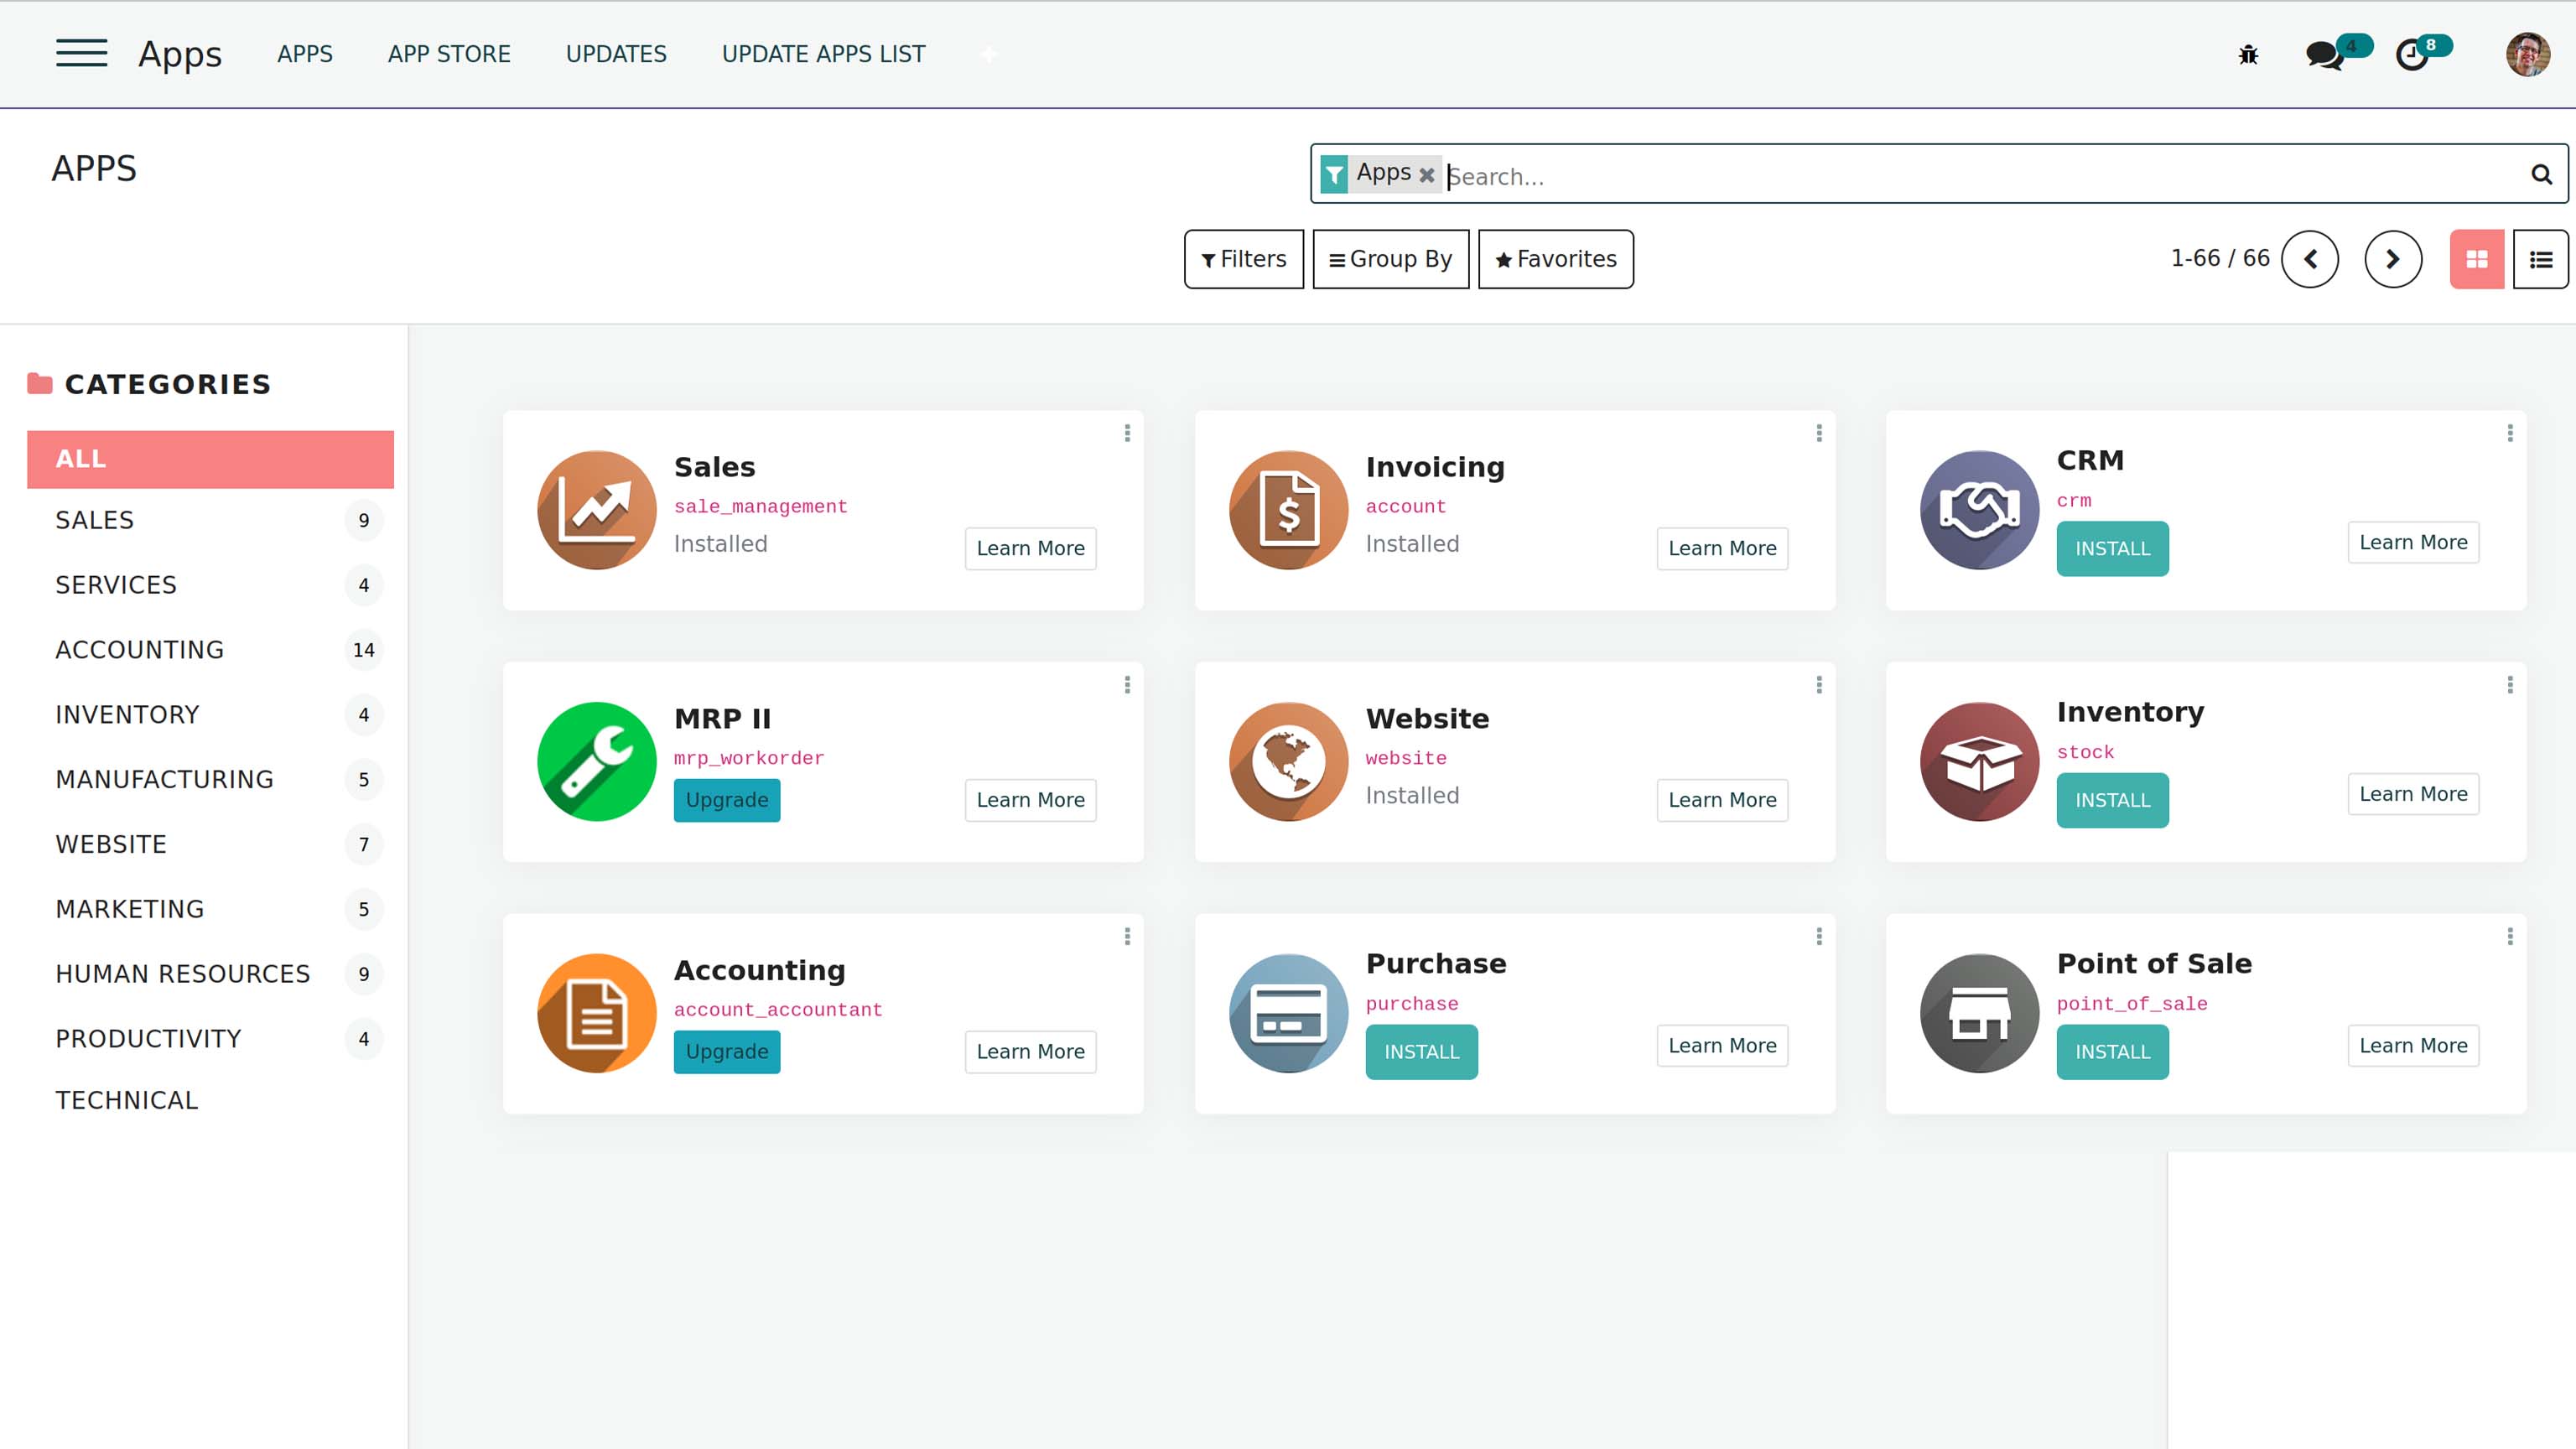 Apps APPS APP STORE UPDATES UPDATE APPS LIST 4 8
APPS
Apps Search...
Filters Group By Favorites 1-66 / 66
CATEGORIES
ALL
SALES 9
SERVICES 4
ACCOUNTING 14
INVENTORY 4
MANUFACTURING 5
WEBSITE 7
MARKETING 5
HUMAN RESOURCES 9
PRODUCTIVITY 4
TECHNICAL
Sales
sale_management
Installed Learn More
Invoicing
account
Installed Learn More
CRM
crm
INSTALL Learn More
MRP II
mrp_workorder
Upgrade Learn More
Website
website
Installed Learn More
Inventory
stock
INSTALL Learn More
Accounting
account_accountant
Upgrade Learn More
Purchase
purchase
INSTALL Learn More
Point of Sale
point_of_sale
INSTALL Learn More